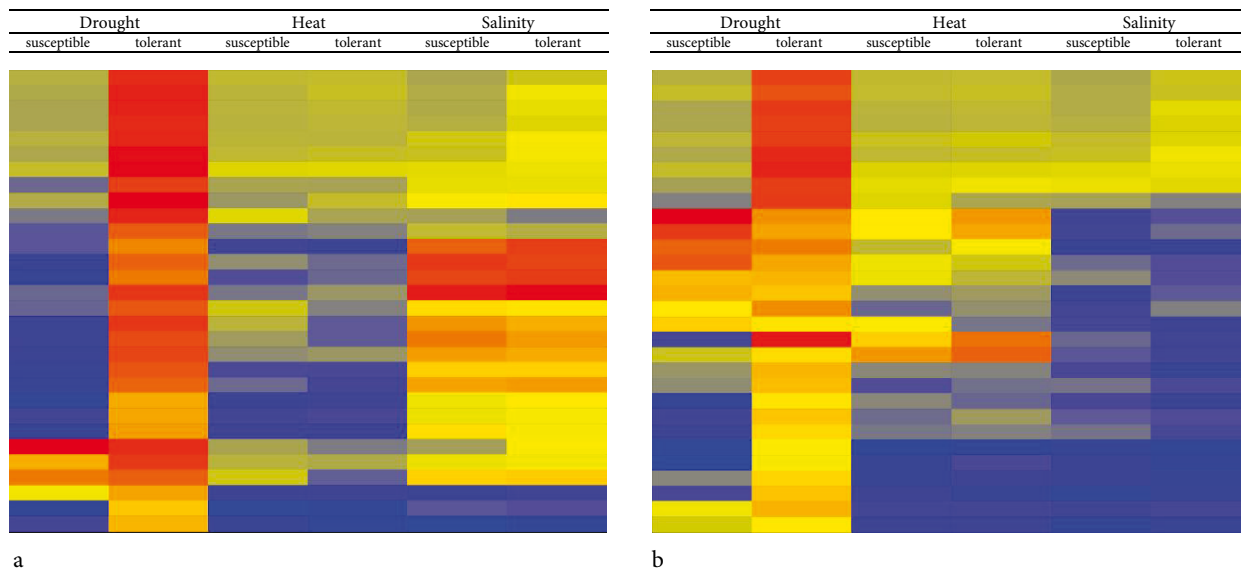 Drought Heat Salinity
susceptible tolerant susceptible tolerant susceptible tolerant
a
Drought Heat Salinity
susceptible tolerant susceptible tolerant susceptible tolerant
b